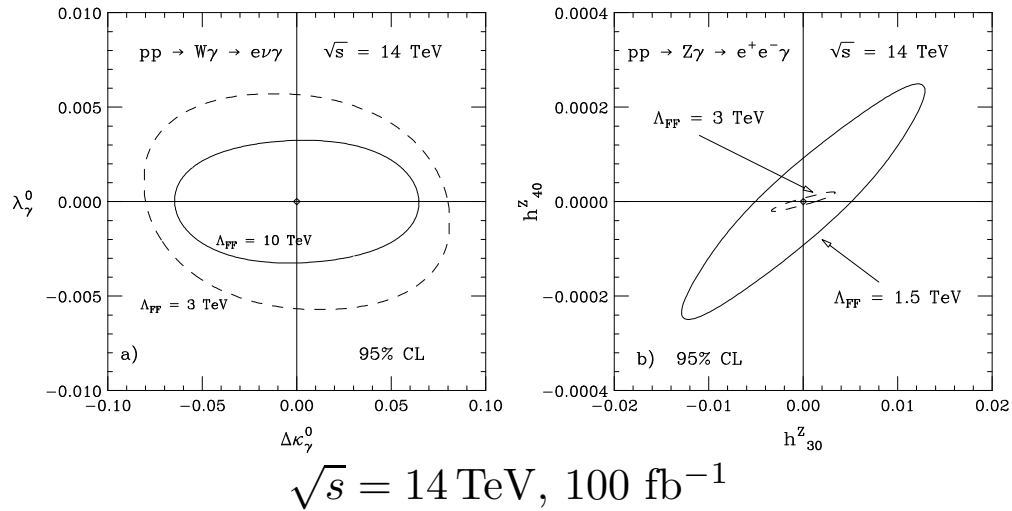 pp → Wγ → eνγ √s = 14 TeV
Λ_FF = 10 TeV
Λ_FF = 3 TeV
a) 95% CL
0.010
0.005
0.000
−0.005
−0.010
λ⁰_γ
−0.10 −0.05 0.00 0.05 0.10
Δκ⁰_γ
pp → Zγ → e⁺e⁻γ √s = 14 TeV
Λ_FF = 3 TeV
Λ_FF = 1.5 TeV
b) 95% CL
0.0004
0.0002
0.0000
−0.0002
−0.0004
h^Z_40
−0.02 −0.01 0.00 0.01 0.02
h^Z_30
√s = 14 TeV, 100 fb⁻¹